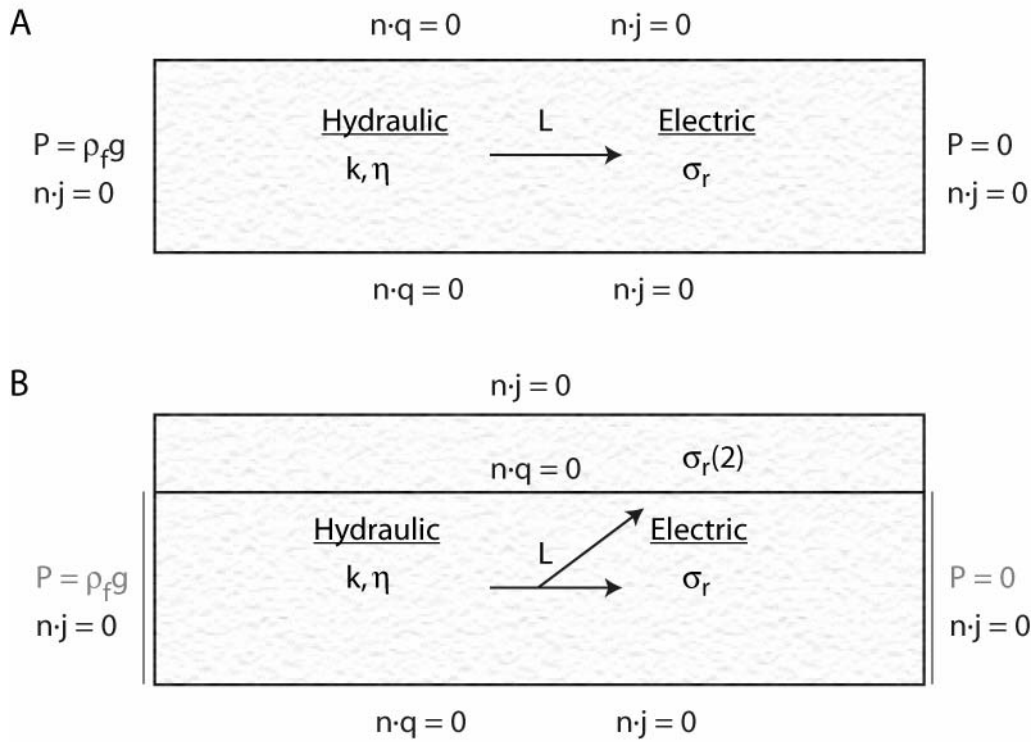 A
n·q = 0 n·j = 0
Hydraulic L Electric
P = ρfg k, η σr P = 0
n·j = 0 n·j = 0
n·q = 0 n·j = 0
B
n·j = 0
n·q = 0 σr(2)
Hydraulic L Electric
P = ρfg k, η σr P = 0
n·j = 0 n·j = 0
n·q = 0 n·j = 0